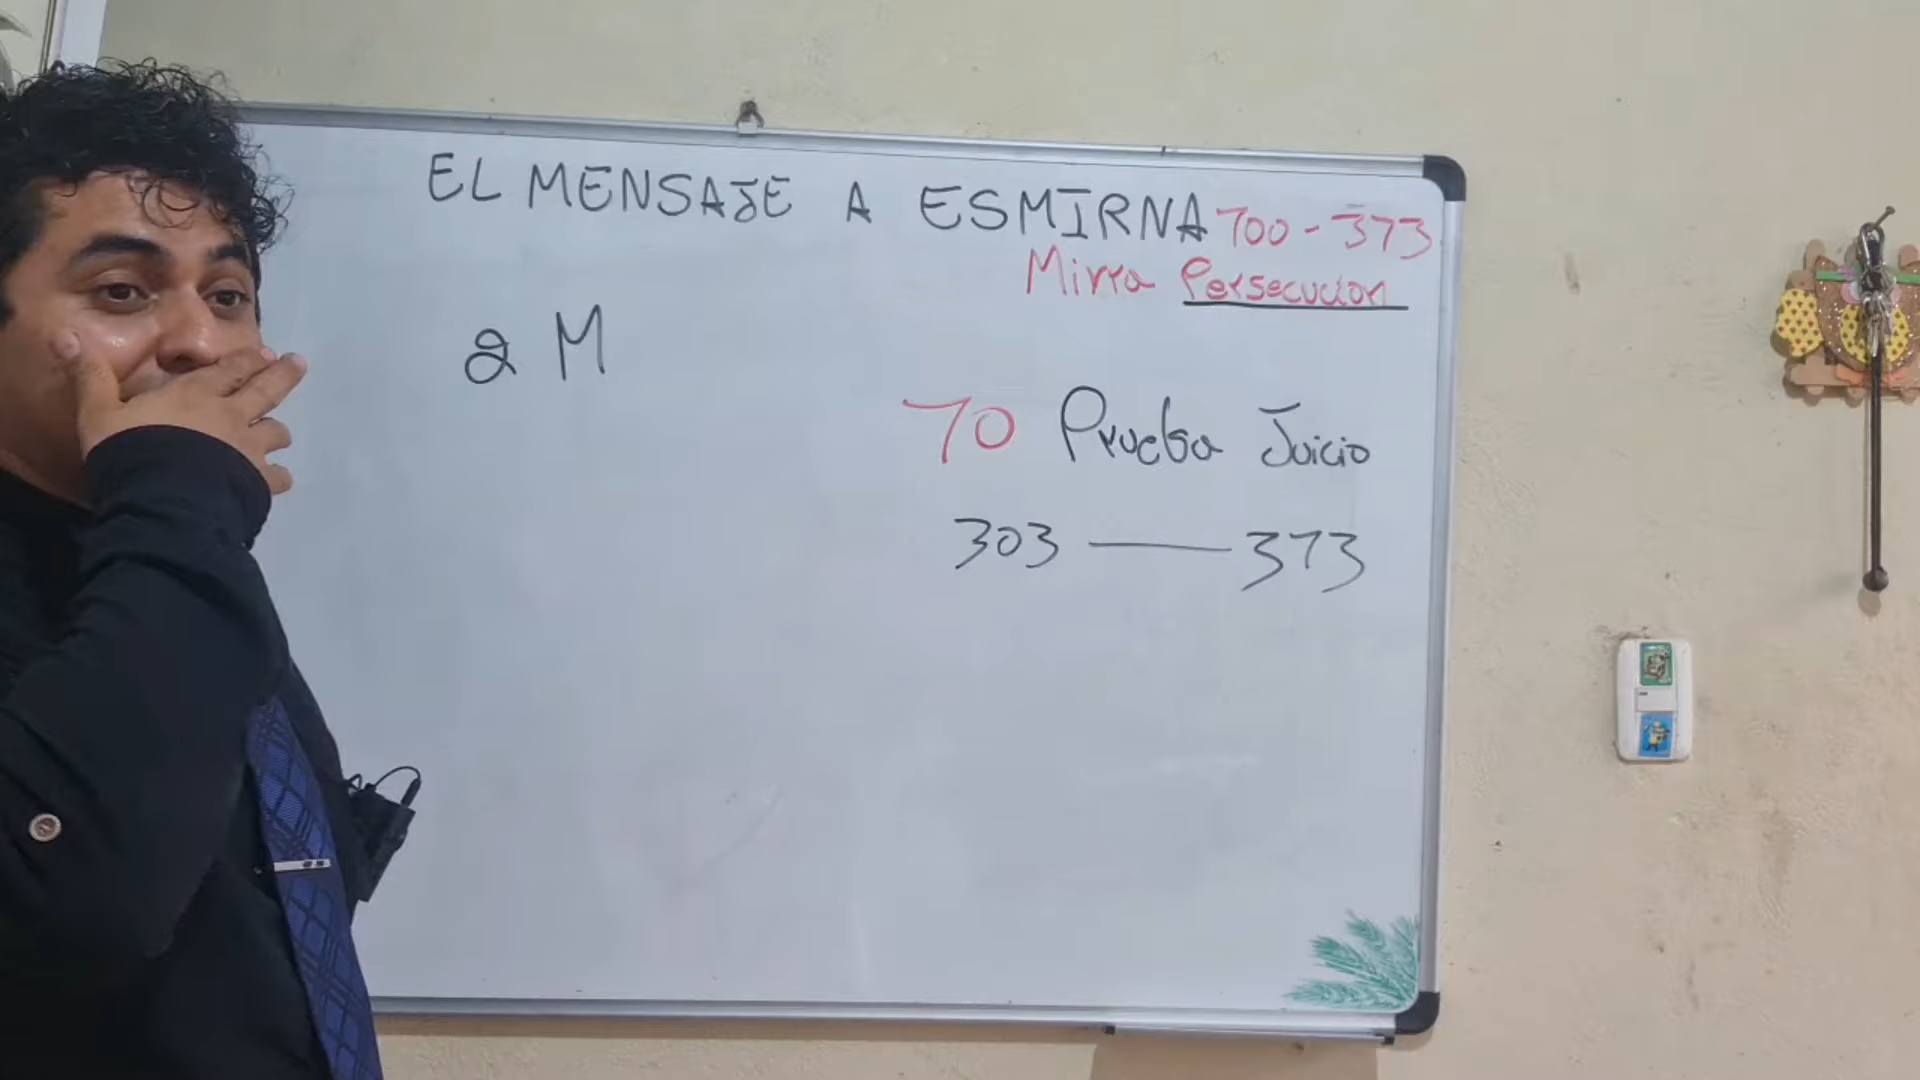 EL MENSAJE A ESMIRNA 700-373
Mirra Persecucion
2 M
70 Prueba Juicio
303 — 373